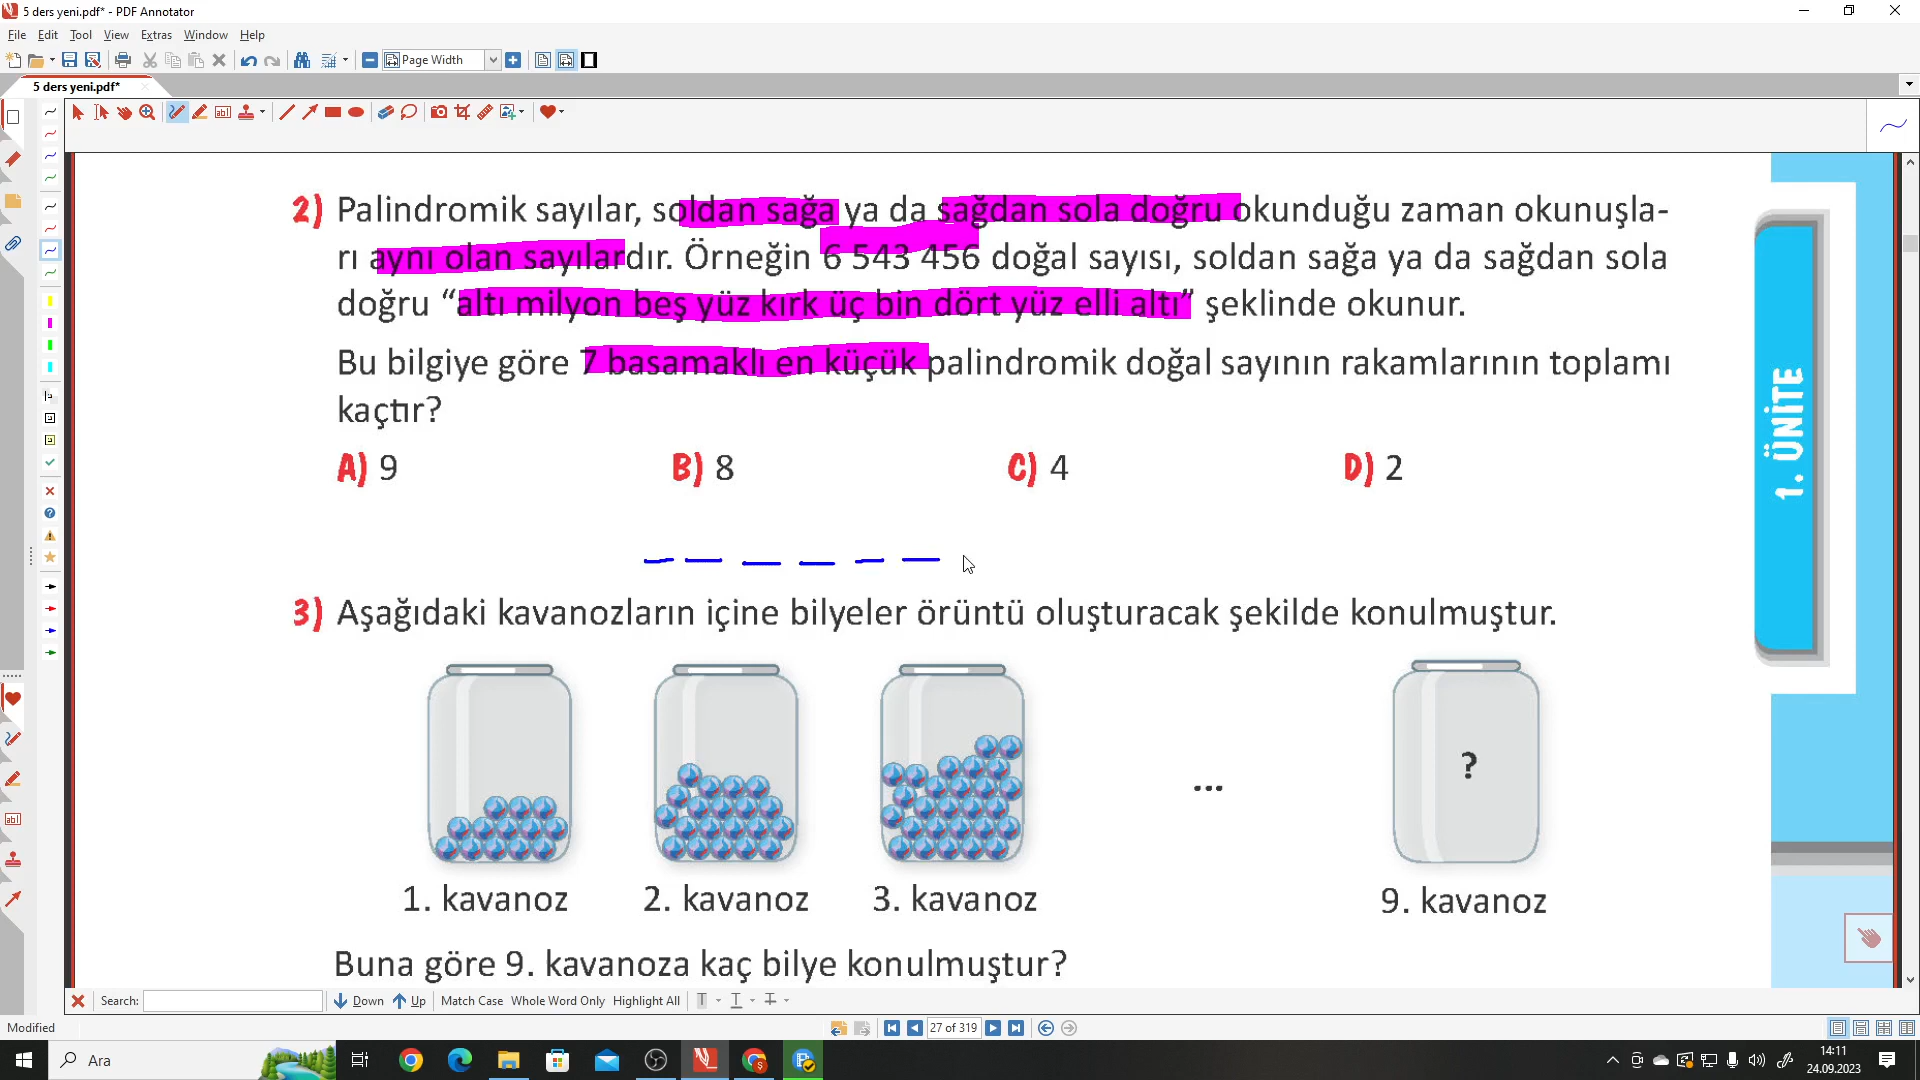 5 ders yeni.pdf* - PDF Annotator
File Edit Tool View Extras Window Help
Page Width
5 ders yeni.pdf*
2) Palindromik sayılar, soldan sağa ya da sağdan sola doğru okunduğu zaman okunuşla-
rı aynı olan sayılardır. Örneğin 6 543 456 doğal sayısı, soldan sağa ya da sağdan sola
doğru “altı milyon beş yüz kırk üç bin dört yüz elli altı” şeklinde okunur.
Bu bilgiye göre 7 basamaklı en küçük palindromik doğal sayının rakamlarının toplamı
kaçtır?
A) 9 B) 8 C) 4 D) 2
1. ÜNİTE
3) Aşağıdaki kavanozların içine bilyeler örüntü oluşturacak şekilde konulmuştur.
...
?
1. kavanoz 2. kavanoz 3. kavanoz 9. kavanoz
Buna göre 9. kavanoza kaç bilye konulmuştur?
Search: Down Up Match Case Whole Word Only Highlight All
Modified
27 of 319
Ara
14:11
24.09.2023